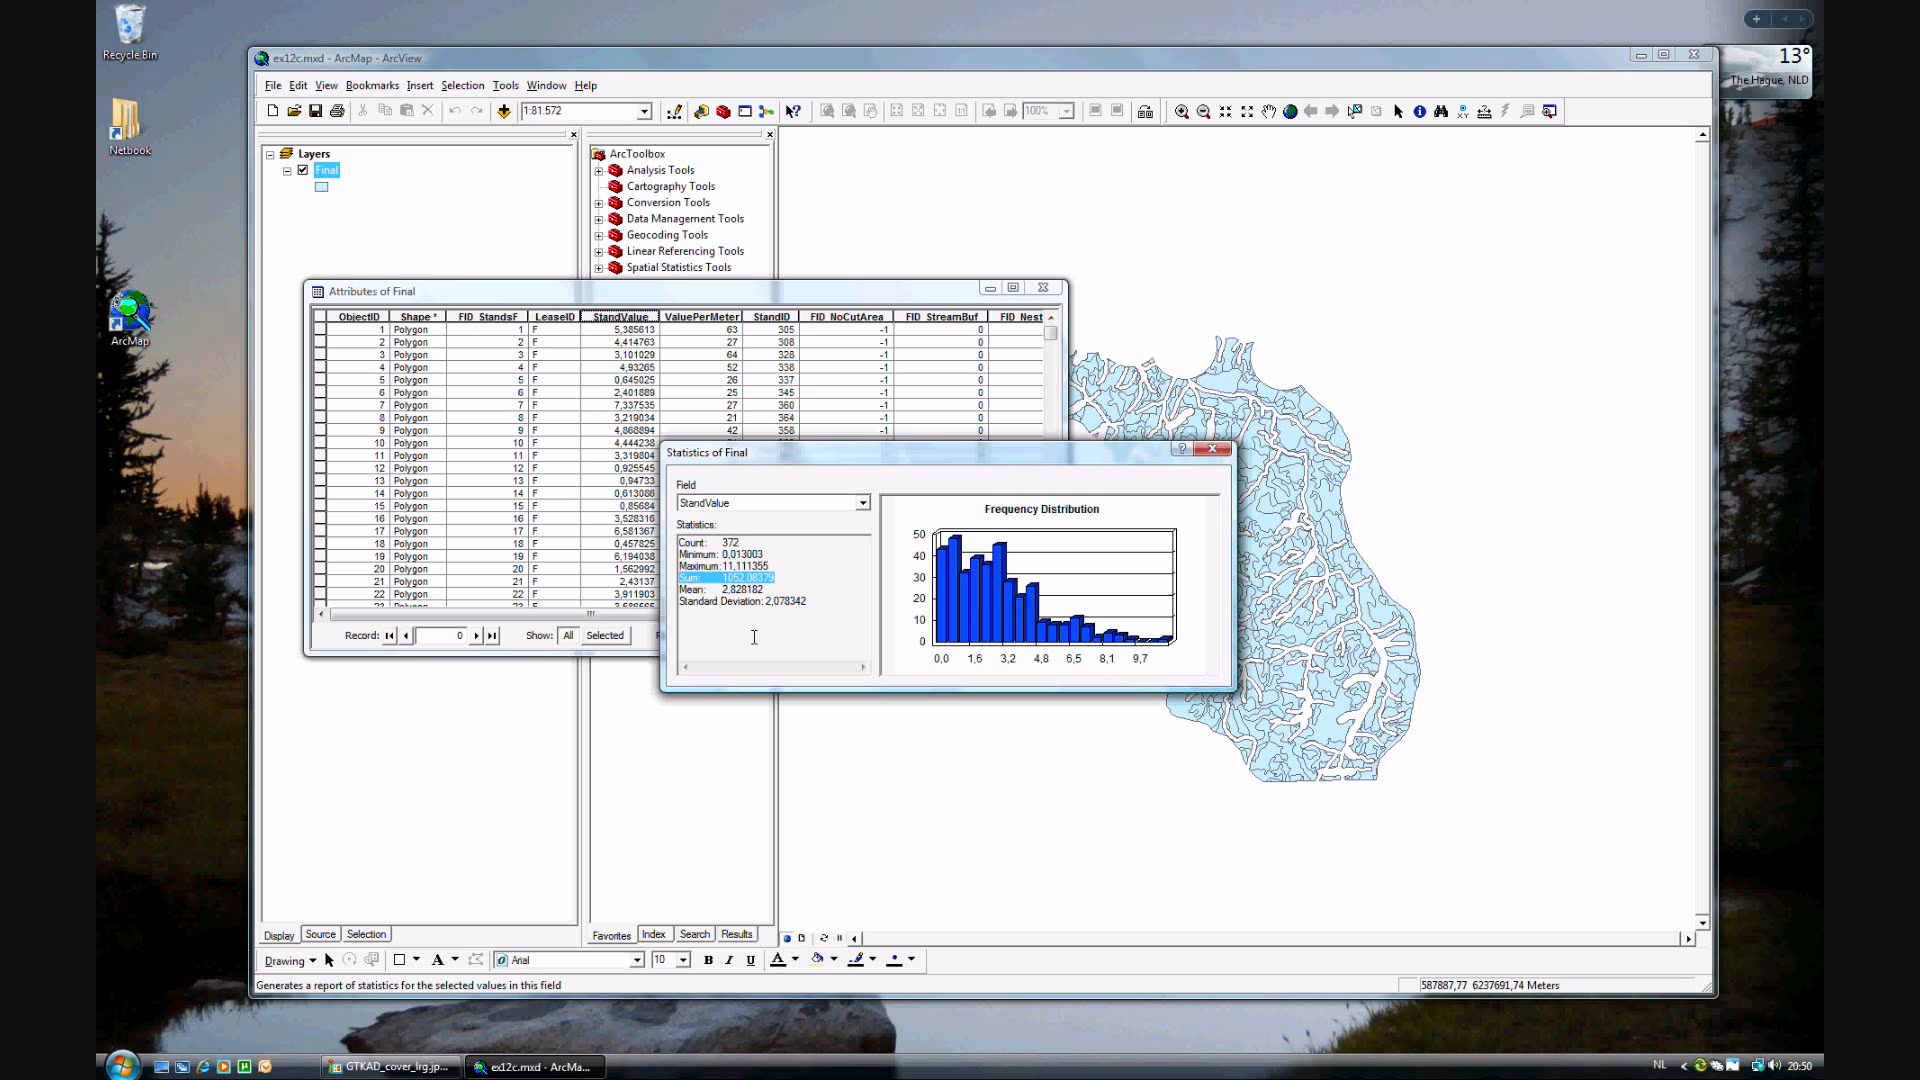 Recycle Bin
Netbook
ArcMap
13°
The Hague, NLD
ex12c.mxd - ArcMap - ArcView
File Edit View Bookmarks Insert Selection Tools Window Help
1:81.572
100%
Layers
Final
ArcToolbox
Analysis Tools
Cartography Tools
Conversion Tools
Data Management Tools
Geocoding Tools
Linear Referencing Tools
Spatial Statistics Tools
Attributes of Final
ObjectID Shape * FID_StandsF LeaseID StandValue ValuePerMeter StandID FID_NoCutArea FID_StreamBuf FID_Nest
1 Polygon 1 F 5,385613 63 305 -1 0
2 Polygon 2 F 4,414763 27 308 -1 0
3 Polygon 3 F 3,101029 64 328 -1 0
4 Polygon 4 F 4,93265 52 338 -1 0
5 Polygon 5 F 0,645025 26 337 -1 0
6 Polygon 6 F 2,401889 25 345 -1 0
7 Polygon 7 F 7,337535 27 360 -1 0
8 Polygon 8 F 3,219034 21 364 -1 0
9 Polygon 9 F 4,868894 42 358 -1 0
10 Polygon 10 F 4,444238
11 Polygon 11 F 3,319804
12 Polygon 12 F 0,925545
13 Polygon 13 F 0,94733
14 Polygon 14 F 0,613086
15 Polygon 15 F 0,85684
16 Polygon 16 F 3,528316
17 Polygon 17 F 6,581367
18 Polygon 18 F 0,457825
19 Polygon 19 F 6,194038
20 Polygon 20 F 1,562992
21 Polygon 21 F 2,43137
22 Polygon 22 F 3,911903
Record: 0 Show: All Selected
Statistics of Final
Field
StandValue
Statistics:
Count: 372
Minimum: 0,013003
Maximum: 11,111355
Sum: 1052,08379
Mean: 2,828182
Standard Deviation: 2,078342
Frequency Distribution
50
40
30
20
10
0
0,0 1,6 3,2 4,8 6,5 8,1 9,7
Display Source Selection
Favorites Index Search Results
Drawing A Arial 10 B I U A
Generates a report of statistics for the selected values in this field
587887,77 6237691,74 Meters
GTKAD_cover_lrg.jp...
ex12c.mxd - ArcMa...
NL
20:50